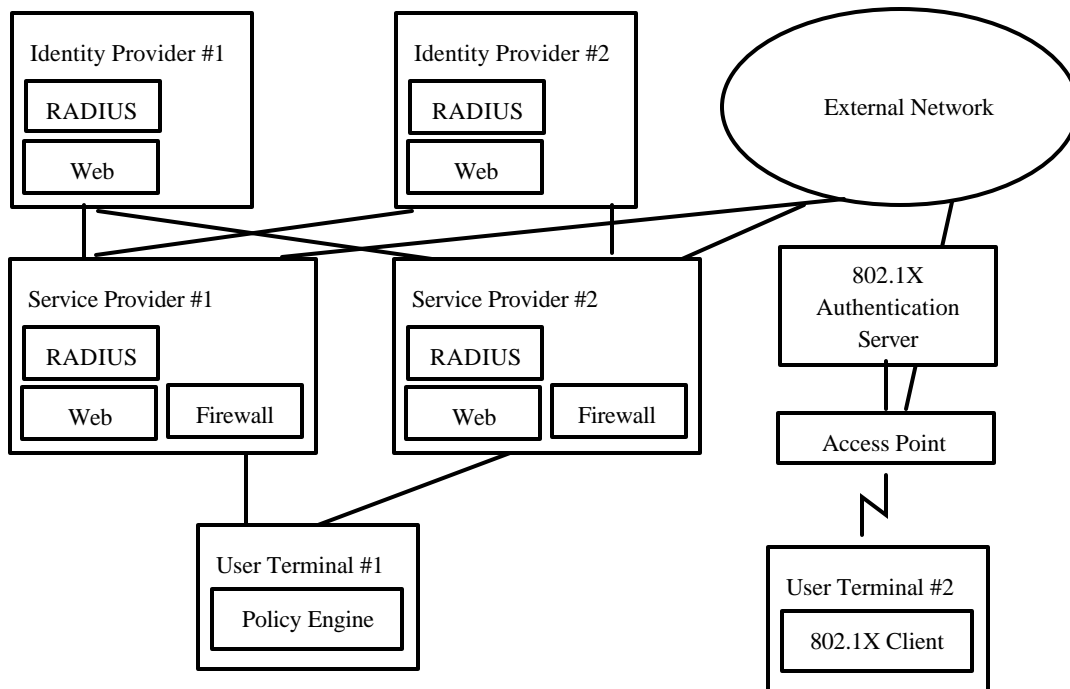 Identity Provider #1
RADIUS
Web
Identity Provider #2
RADIUS
Web
External Network
Service Provider #1
RADIUS
Web
Firewall
Service Provider #2
RADIUS
Web
Firewall
802.1X
Authentication
Server
Access Point
User Terminal #1
Policy Engine
User Terminal #2
802.1X Client